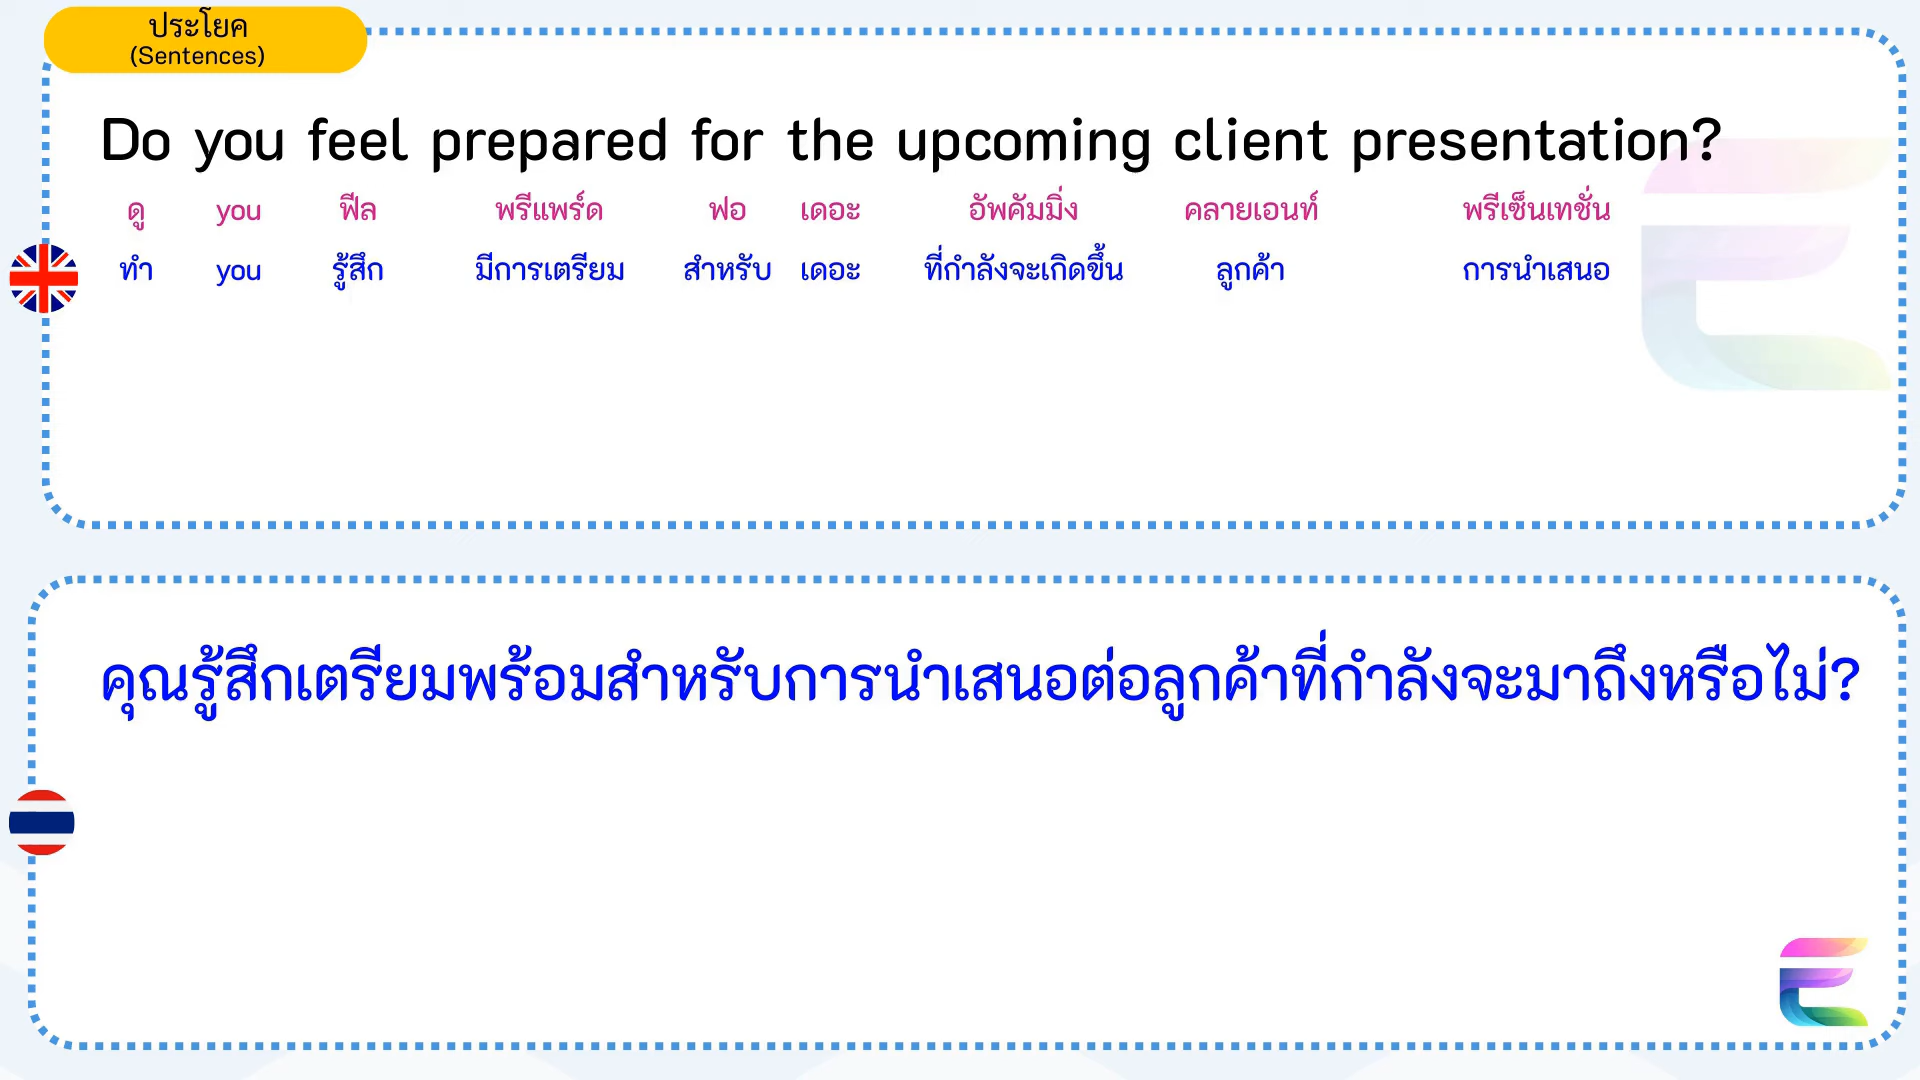 ประโยค
(Sentences)
Do you feel prepared for the upcoming client presentation?
ดู you ฟีล พรีแพร์ด ฟอ เดอะ อัพคัมมิ่ง คลายเอนท์ พรีเซ็นเทชั่น
ทำ you รู้สึก มีการเตรียม สำหรับ เดอะ ที่กำลังจะเกิดขึ้น ลูกค้า การนำเสนอ
คุณรู้สึกเตรียมพร้อมสำหรับการนำเสนอต่อลูกค้าที่กำลังจะมาถึงหรือไม่?